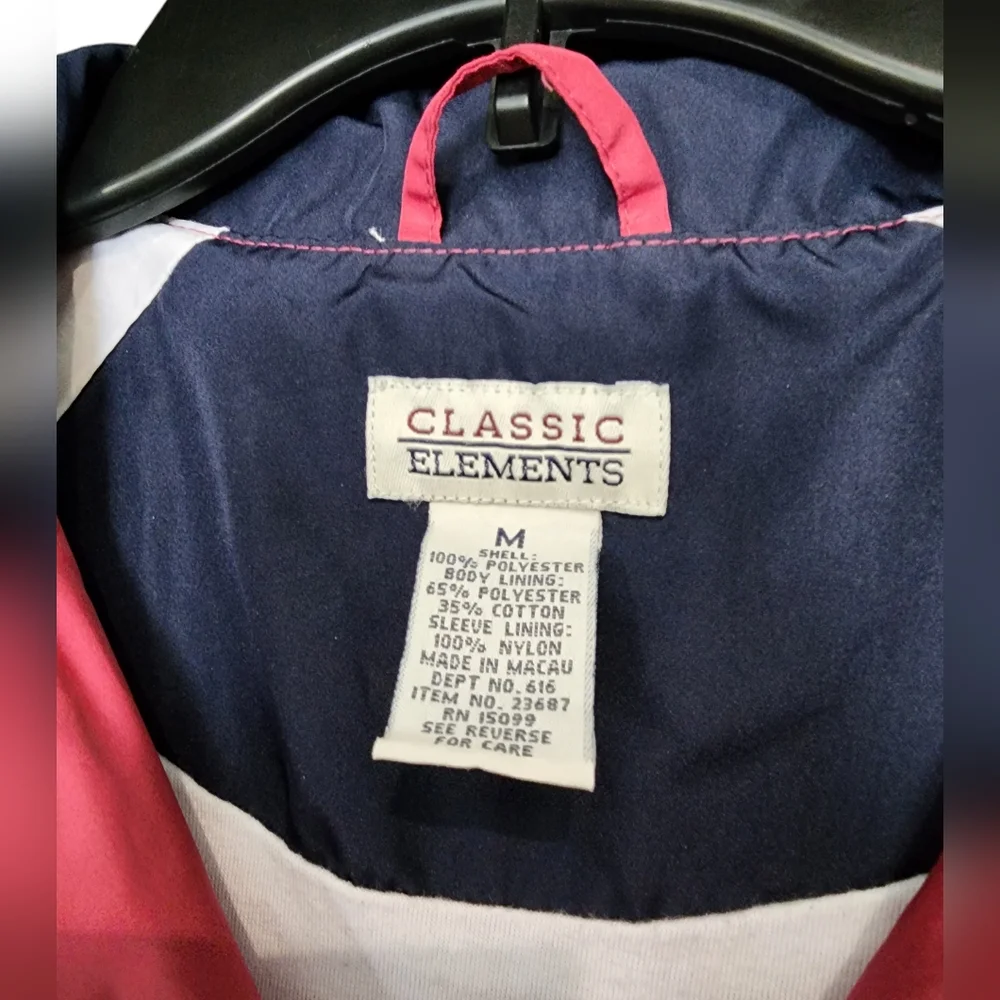 CLASSIC
ELEMENTS
M
SHELL:
100% POLYESTER
BODY LINING:
65% POLYESTER
35% COTTON
SLEEVE LINING:
100% NYLON
MADE IN MACAU
DEPT NO. 616
ITEM NO. 23687
RN 15099
SEE REVERSE
FOR CARE